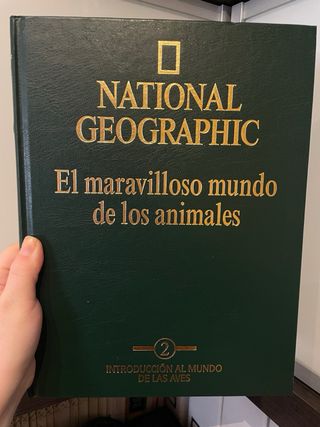 NATIONAL
GEOGRAPHIC
El maravilloso mundo
de los animales
2
INTRODUCCIÓN AL MUNDO
DE LAS AVES